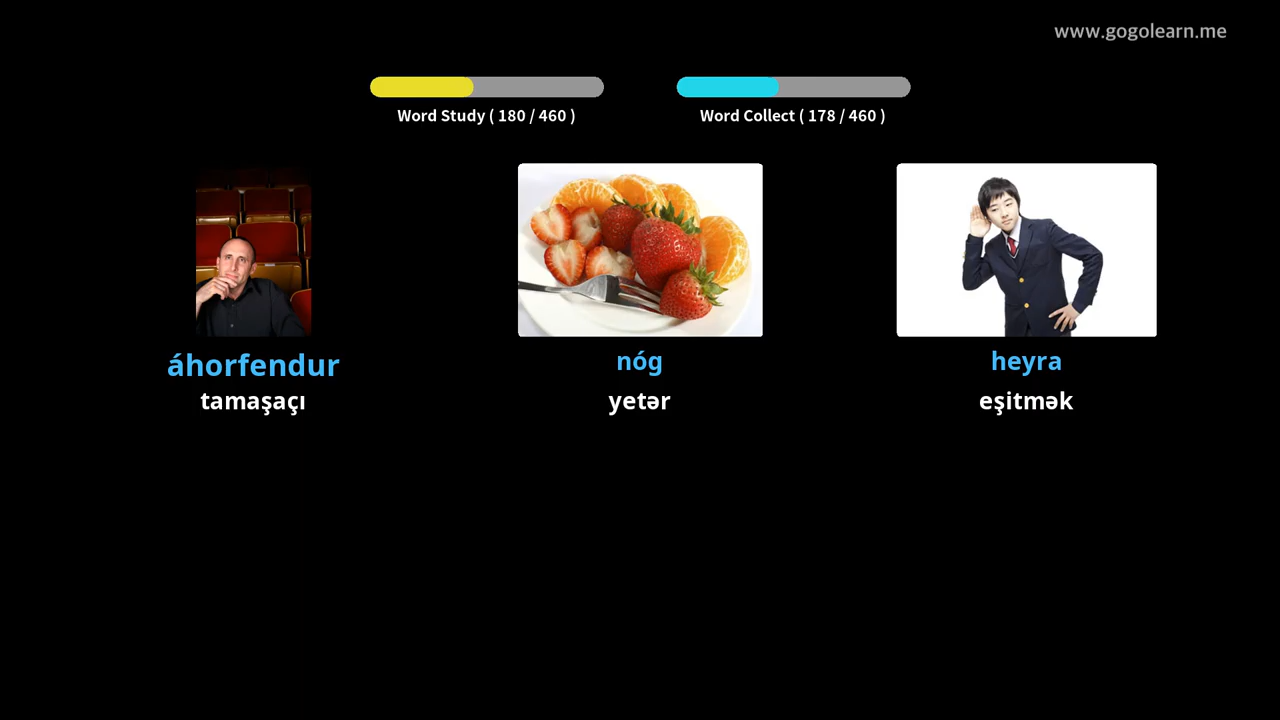 www.gogolearn.me
Word Study ( 180 / 460 )
Word Collect ( 178 / 460 )
áhorfendur
nóg
heyra
tamaşaçı
yetər
eşitmək